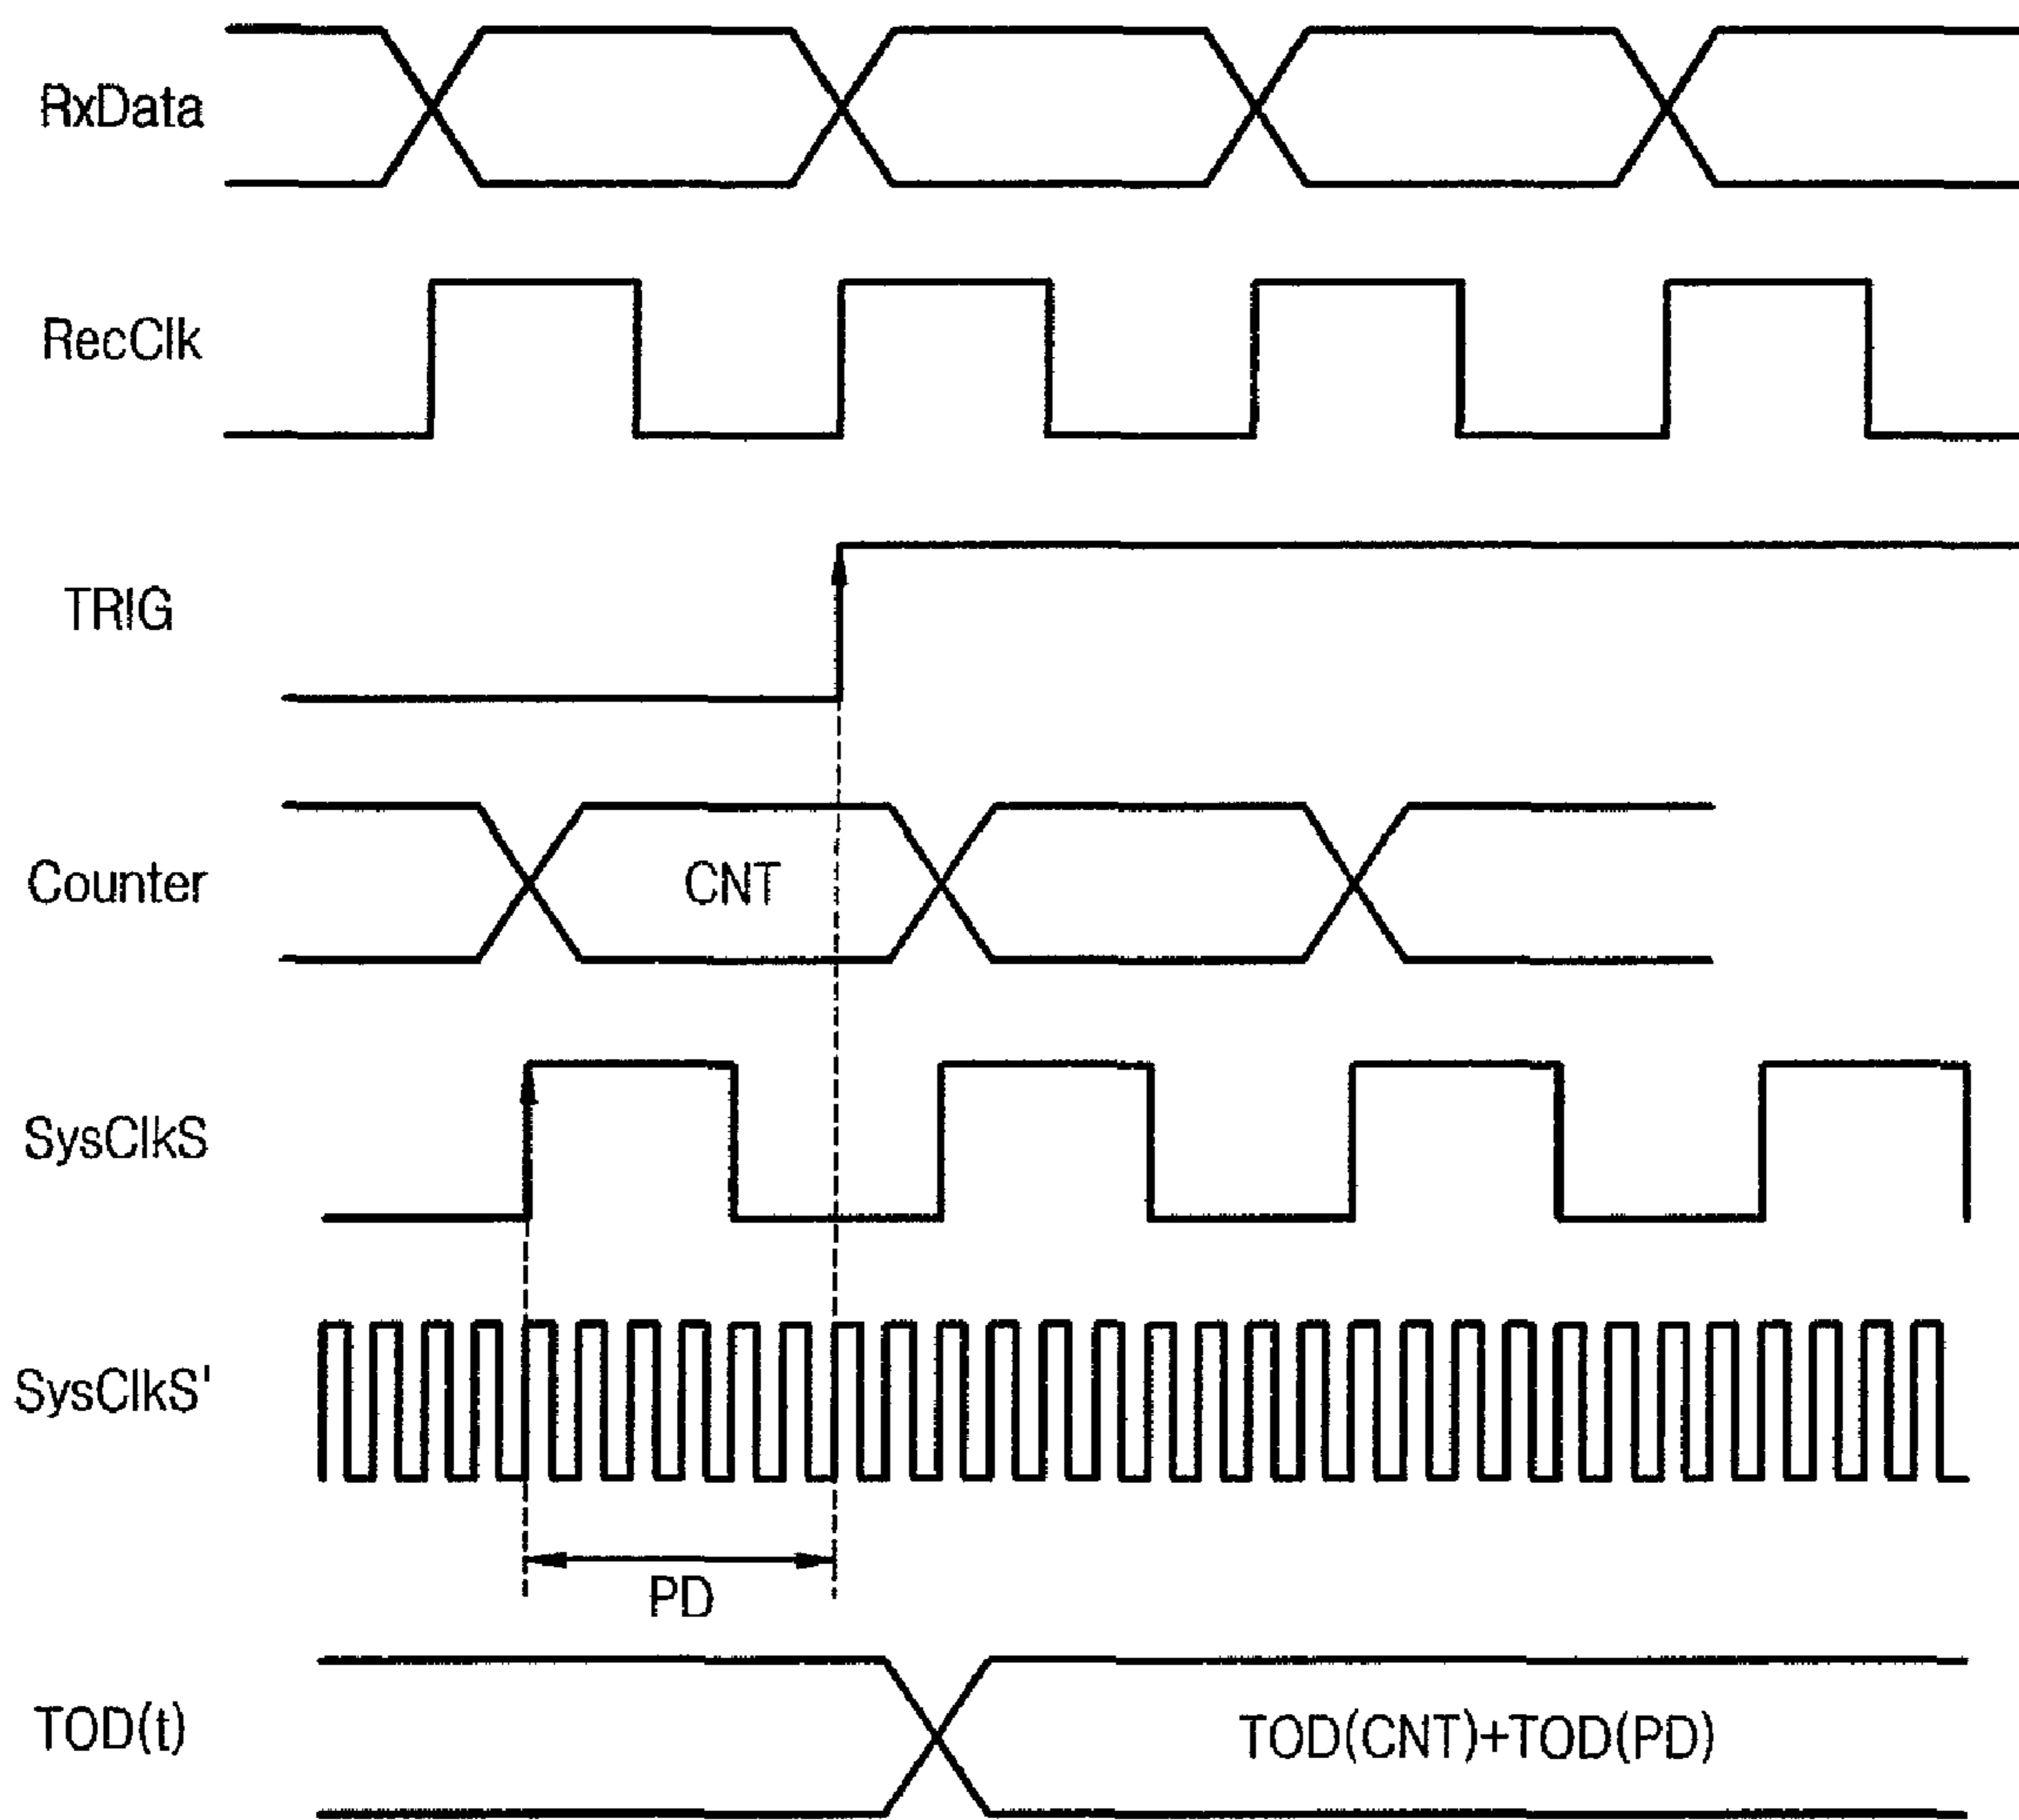 RxData
RecClk
TRIG
Counter
CNT
SysClkS
SysClkS'
PD
TOD(t)
TOD(CNT)+TOD(PD)